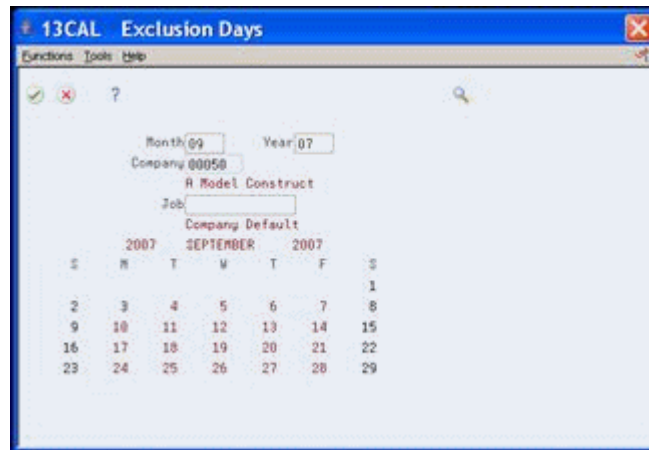 13CAL Exclusion Days
Functions Tools Help
?
Month 09 Year 07
Company 00050
A Model Construct
Job
Company Default
2007 SEPTEMBER 2007
S M T W T F S
1
2 3 4 5 6 7 8
9 10 11 12 13 14 15
16 17 18 19 20 21 22
23 24 25 26 27 28 29